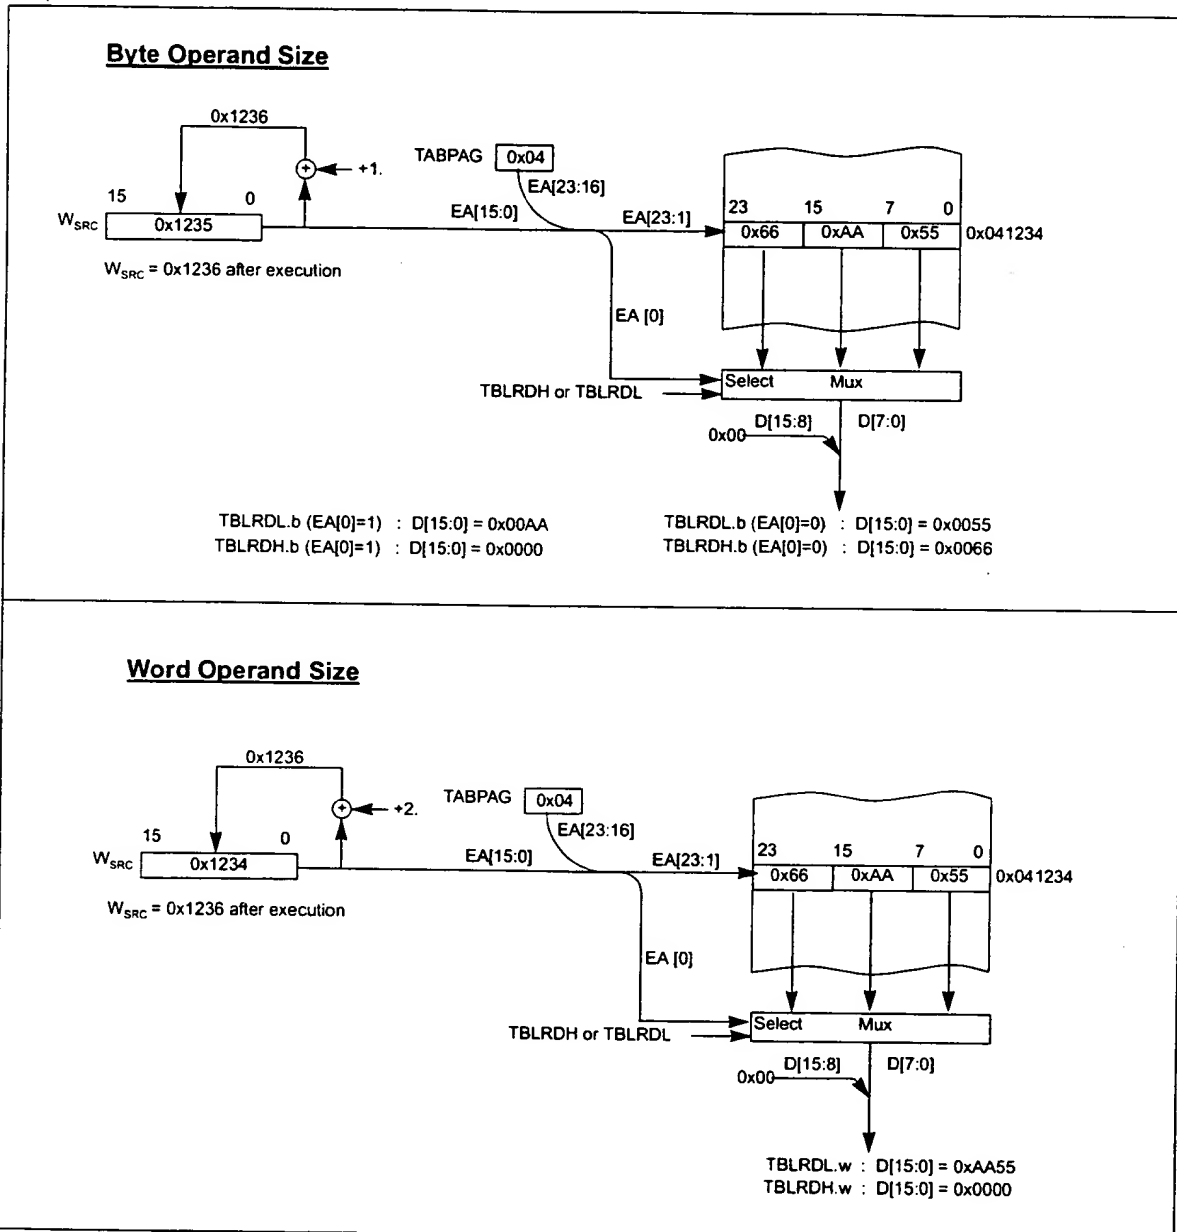 Byte Operand Size
0x1236
+1.
TABPAG 0x04
EA[23:16]
15 0
EA[15:0]
EA[23:1]
23 15 7 0
WSRC 0x1235
0x66 0xAA 0x55 0x041234
WSRC = 0x1236 after execution
EA [0]
Select Mux
TBLRDH or TBLRDL
D[15:8] D[7:0]
0x00
TBLRDL.b (EA[0]=1) : D[15:0] = 0x00AA
TBLRDH.b (EA[0]=1) : D[15:0] = 0x0000
TBLRDL.b (EA[0]=0) : D[15:0] = 0x0055
TBLRDH.b (EA[0]=0) : D[15:0] = 0x0066
Word Operand Size
0x1236
+2.
TABPAG 0x04
EA[23:16]
15 0
EA[15:0]
EA[23:1]
23 15 7 0
WSRC 0x1234
0x66 0xAA 0x55 0x041234
WSRC = 0x1236 after execution
EA [0]
Select Mux
TBLRDH or TBLRDL
D[15:8] D[7:0]
0x00
TBLRDL.w : D[15:0] = 0xAA55
TBLRDH.w : D[15:0] = 0x0000